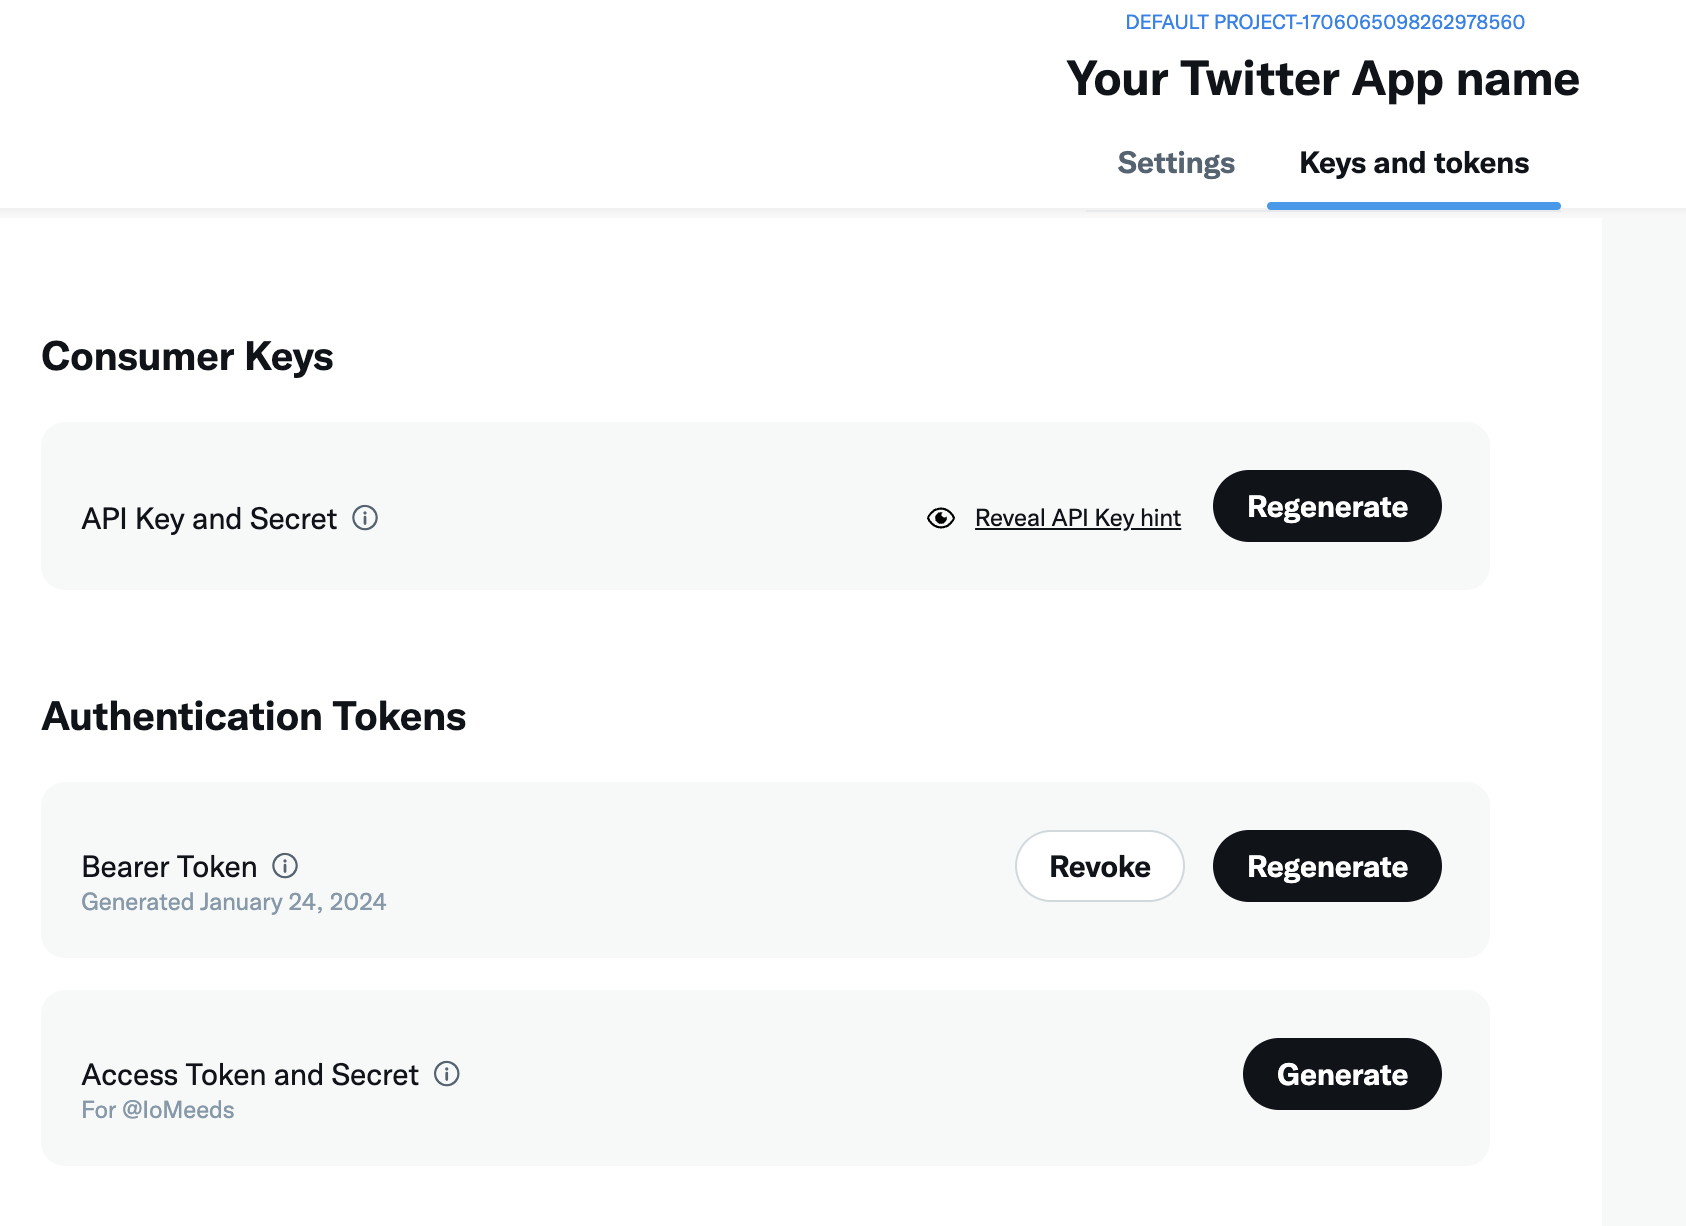 DEFAULT PROJECT-1706065098262978560
Your Twitter App name
Settings
Keys and tokens
Consumer Keys
API Key and Secret
Reveal API Key hint
Regenerate
Authentication Tokens
Bearer Token
Generated January 24, 2024
Revoke
Regenerate
Access Token and Secret
For @IoMeeds
Generate